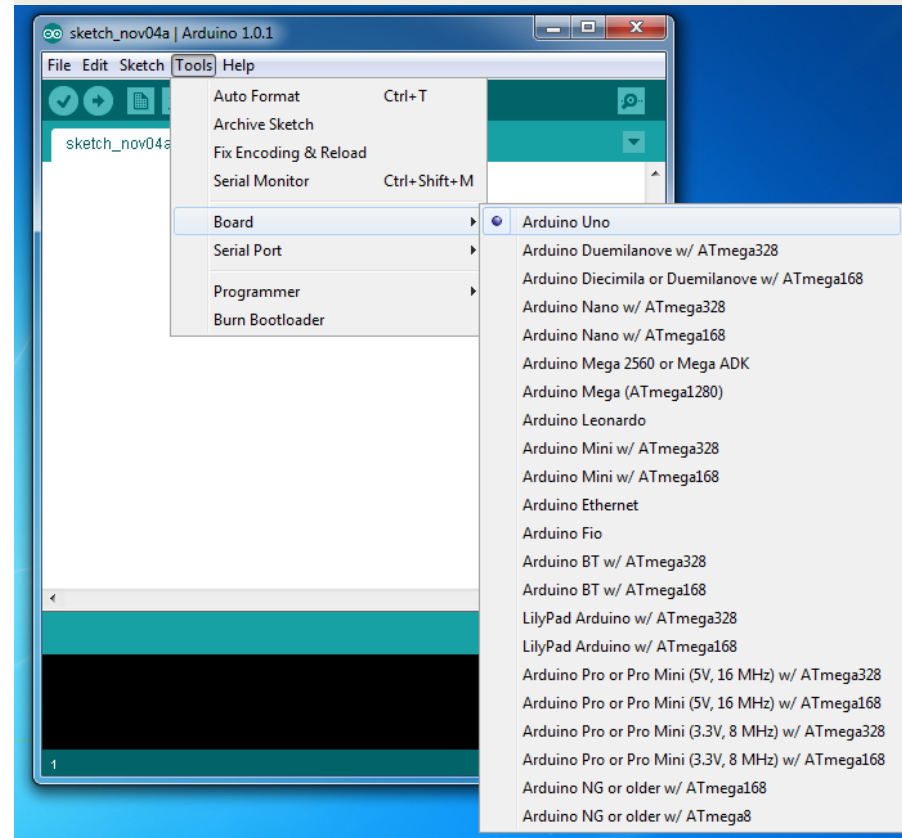 sketch_nov04a | Arduino 1.0.1
File Edit Sketch Tools Help
Auto Format Ctrl+T
Archive Sketch
sketch_nov04a
Fix Encoding & Reload
Serial Monitor Ctrl+Shift+M
Board
Serial Port
Programmer
Burn Bootloader
Arduino Uno
Arduino Duemilanove w/ ATmega328
Arduino Diecimila or Duemilanove w/ ATmega168
Arduino Nano w/ ATmega328
Arduino Nano w/ ATmega168
Arduino Mega 2560 or Mega ADK
Arduino Mega (ATmega1280)
Arduino Leonardo
Arduino Mini w/ ATmega328
Arduino Mini w/ ATmega168
Arduino Ethernet
Arduino Fio
Arduino BT w/ ATmega328
Arduino BT w/ ATmega168
LilyPad Arduino w/ ATmega328
LilyPad Arduino w/ ATmega168
Arduino Pro or Pro Mini (5V, 16 MHz) w/ ATmega328
Arduino Pro or Pro Mini (5V, 16 MHz) w/ ATmega168
Arduino Pro or Pro Mini (3.3V, 8 MHz) w/ ATmega328
Arduino Pro or Pro Mini (3.3V, 8 MHz) w/ ATmega168
Arduino NG or older w/ ATmega168
Arduino NG or older w/ ATmega8
1